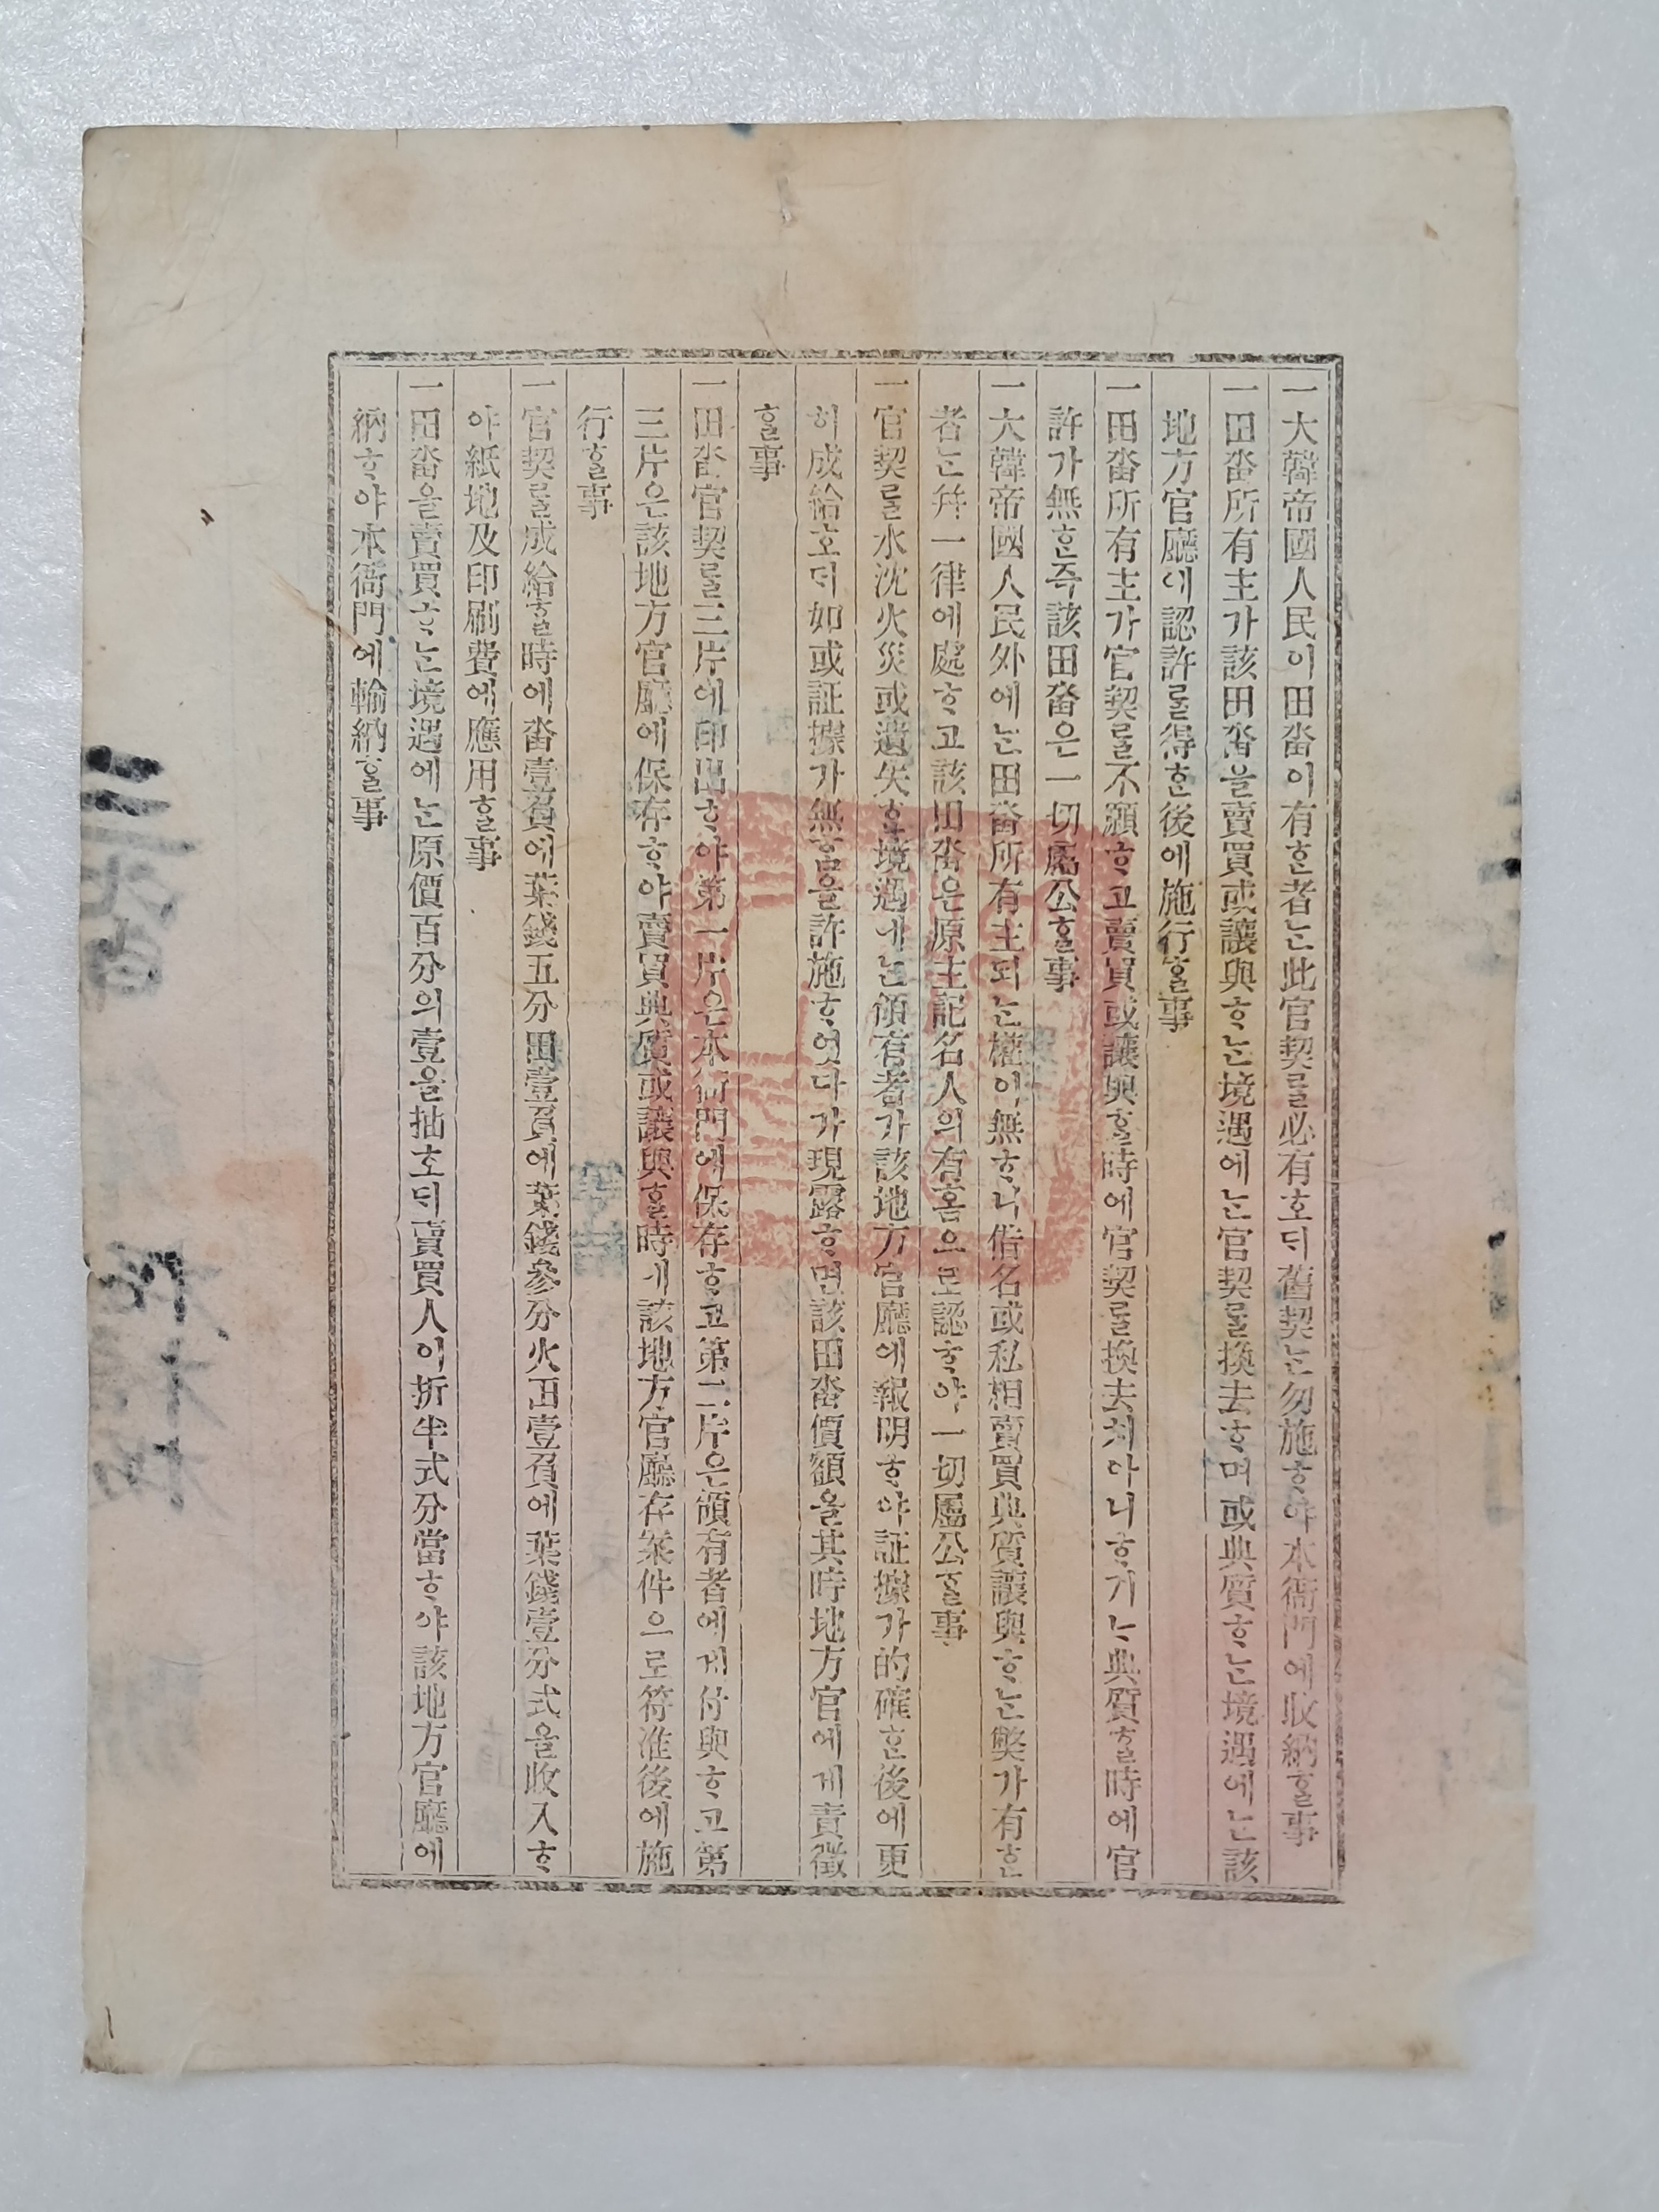 一大韓帝國人民이田畓이有ᄒᆞᆫ者ᄂᆞᆫ此官契ᄅᆞᆯ必有호ᄃᆡ舊契ᄂᆞᆫ勿施ᄒᆞ야本衙門에收納ᄒᆞᆯ事
一田畓所有主가該田畓을賣買或讓與ᄒᆞᄂᆞᆫ境遇에ᄂᆞᆫ官契ᄅᆞᆯ換去ᄒᆞ며或典質ᄒᆞᄂᆞᆫ境遇에ᄂᆞᆫ該
地方官廳에認許ᄅᆞᆯ得ᄒᆞᆫ後에施行ᄒᆞᆯ事
一田畓所有主가官契ᄅᆞᆯ不願ᄒᆞ고賣買或讓與ᄒᆞᆯ時에官契ᄅᆞᆯ換去치아니ᄒᆞ거ᄂᆞ典質ᄒᆞᆯ時에官
許가無ᄒᆞᆫ즉該田畓은一切屬公ᄒᆞᆯ事
一大韓帝國人民外에ᄂᆞᆫ田畓所有主되ᄂᆞᆫ權이無ᄒᆞ니借名或私相賣買典質讓與ᄒᆞᄂᆞᆫ弊가有ᄒᆞᆫ
者ᄂᆞᆫ幷一律에處ᄒᆞ고該田畓은原主記名人의有홈으로認ᄒᆞ야一切屬公ᄒᆞᆯ事
一官契ᄅᆞᆯ水沈火災或遺失ᄒᆞᆫ境遇에ᄂᆞᆫ領有者가該地方官廳에報明ᄒᆞ야証據가的確ᄒᆞᆫ後에更
히成給호ᄃᆡ如或証據가無홈을許施ᄒᆞ엿다가現露ᄒᆞ면該田畓價額을其時地方官에게責徵
ᄒᆞᆯ事
一田畓官契ᄅᆞᆯ三片에印出ᄒᆞ야第一片은本衙門에保存ᄒᆞ고第二片은領有者에게付與ᄒᆞ고第
三片은該地方官廳에保存ᄒᆞ야賣買典質或讓與ᄒᆞᆯ時에該地方官廳存案件으로符准後에施
行ᄒᆞᆯ事
一官契ᄅᆞᆯ成給ᄒᆞᆯ時에畓壹負에葉錢五分田壹負에葉錢參分火田壹負에葉錢壹分式을收入ᄒᆞ
야紙地及印刷費에應用ᄒᆞᆯ事
一田畓을賣買ᄒᆞᄂᆞᆫ境遇에ᄂᆞᆫ原價百分의壹을抽호ᄃᆡ賣買人이折半式分當ᄒᆞ야該地方官廳에
納ᄒᆞ야本衙門에輸納ᄒᆞᆯ事